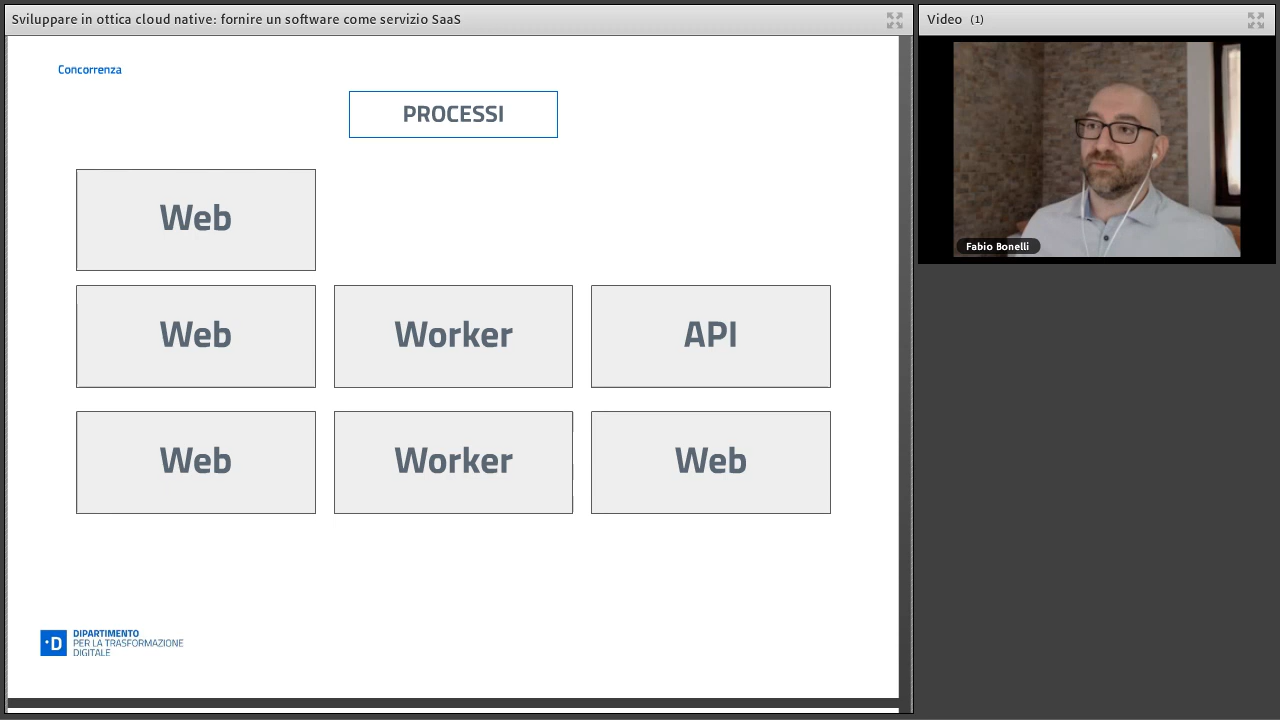 Sviluppare in ottica cloud native: fornire un software come servizio SaaS
Video (1)
Concorrenza
PROCESSI
Web
Web Worker API
Web Worker Web
Fabio Bonelli
·D DIPARTIMENTO
PER LA TRASFORMAZIONE
DIGITALE